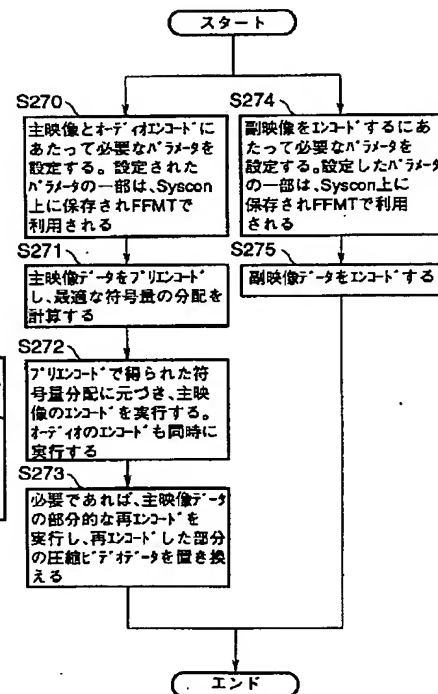 スタート
S270
主映像とオーディオエンコードに
あたって必要なパラメータを
設定する。設定された
パラメータの一部は、Syscon
上に保存されFFMTで
利用される
S271
主映像データをプリエンコード
し、最適な符号量の分配を
計算する
S272
プリエンコードで得られた符
号量分配に元づき、主映
像のエンコードを実行する。
オーディオのエンコードも同時に
実行する
S273
必要であれば、主映像データ
の部分的な再エンコードを
実行し、再エンコードした部分
の圧縮ビデオデータを置き換
える
S274
副映像をエンコードするにあ
たって必要なパラメータを
設定する。設定したパラメータ
の一部は、Syscon上に
保存されFFMTで利用
される
S275
副映像データをエンコードする
エンド